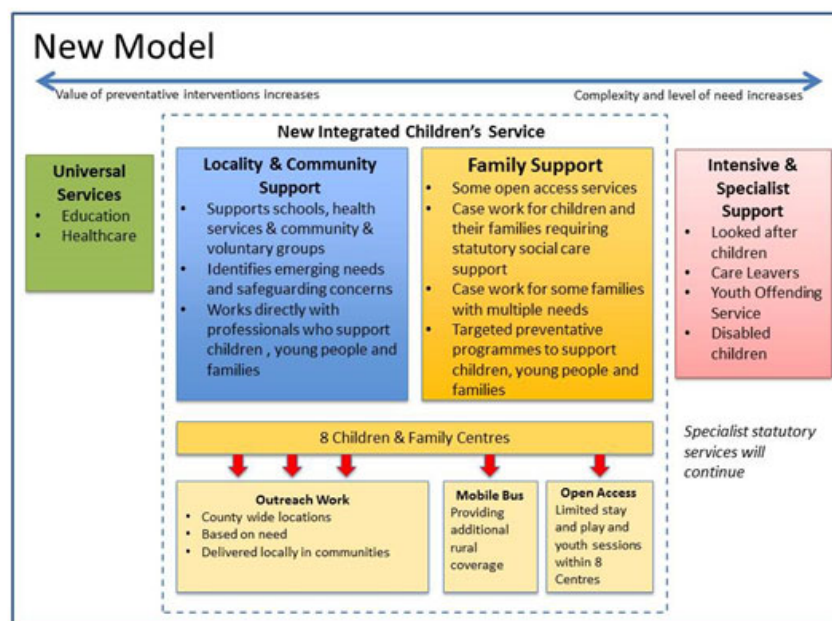 New Model
Value of preventative interventions increases
Complexity and level of need increases
New Integrated Children's Service
Universal
Services
• Education
• Healthcare
Locality & Community
Support
• Supports schools, health
services & community &
voluntary groups
• Identifies emerging needs
and safeguarding concerns
• Works directly with
professionals who support
children , young people and
families
Family Support
• Some open access services
• Case work for children and
their families requiring
statutory social care
support
• Case work for some families
with multiple needs
• Targeted preventative
programmes to support
children, young people and
families
Intensive &
Specialist
Support
• Looked after
children
• Care Leavers
• Youth Offending
Service
• Disabled
children
8 Children & Family Centres
Specialist statutory
services will
continue
Outreach Work
• County wide locations
• Based on need
• Delivered locally in communities
Mobile Bus
Providing
additional
rural
coverage
Open Access
Limited stay
and play and
youth sessions
within 8
Centres